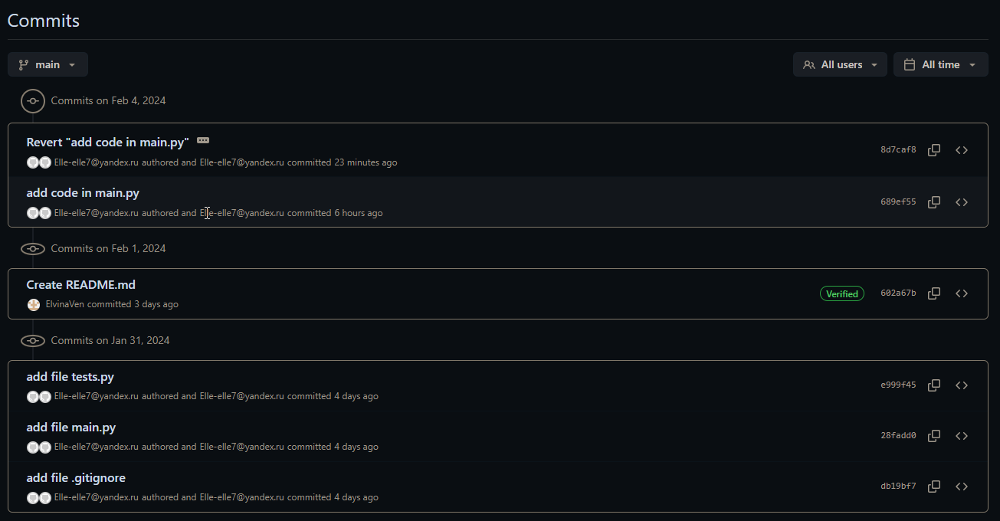 Commits
main
All users
All time
Commits on Feb 4, 2024
Revert "add code in main.py"
8d7caf8
Elle-elle7@yandex.ru authored and Elle-elle7@yandex.ru committed 23 minutes ago
add code in main.py
689ef55
Elle-elle7@yandex.ru authored and Elle-elle7@yandex.ru committed 6 hours ago
Commits on Feb 1, 2024
Create README.md
Verified
602a67b
ElvinaVen committed 3 days ago
Commits on Jan 31, 2024
add file tests.py
e999f45
Elle-elle7@yandex.ru authored and Elle-elle7@yandex.ru committed 4 days ago
add file main.py
28fadd0
Elle-elle7@yandex.ru authored and Elle-elle7@yandex.ru committed 4 days ago
add file .gitignore
db19bf7
Elle-elle7@yandex.ru authored and Elle-elle7@yandex.ru committed 4 days ago